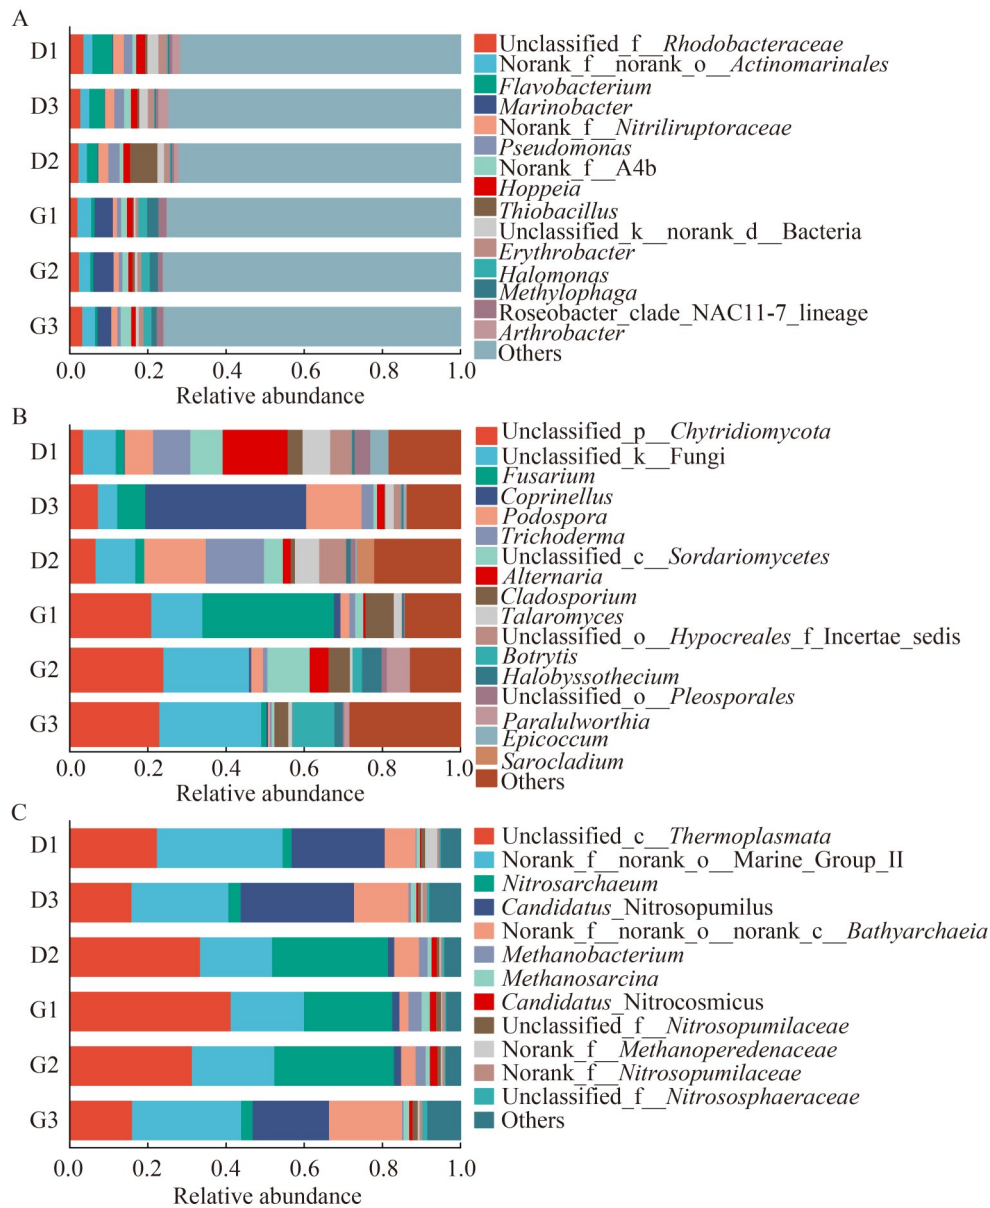 A
D1
D3
D2
G1
G2
G3
0.0 0.2 0.4 0.6 0.8 1.0
Relative abundance
Unclassified_f__Rhodobacteraceae
Norank_f__norank_o__Actinomarinales
Flavobacterium
Marinobacter
Norank_f__Nitriliruptoraceae
Pseudomonas
Norank_f__A4b
Hoppeia
Thiobacillus
Unclassified_k__norank_d__Bacteria
Erythrobacter
Halomonas
Methylophaga
Roseobacter_clade_NAC11-7_lineage
Arthrobacter
Others
B
D1
D3
D2
G1
G2
G3
0.0 0.2 0.4 0.6 0.8 1.0
Relative abundance
Unclassified_p__Chytridiomycota
Unclassified_k__Fungi
Fusarium
Coprinellus
Podospora
Trichoderma
Unclassified_c__Sordariomycetes
Alternaria
Cladosporium
Talaromyces
Unclassified_o__Hypocreales_f_Incertae_sedis
Botrytis
Halobyssothecium
Unclassified_o__Pleosporales
Paralulworthia
Epicoccum
Sarocladium
Others
C
D1
D3
D2
G1
G2
G3
0.0 0.2 0.4 0.6 0.8 1.0
Relative abundance
Unclassified_c__Thermoplasmata
Norank_f__norank_o__Marine_Group_II
Nitrosarchaeum
Candidatus_Nitrosopumilus
Norank_f__norank_o__norank_c__Bathyarchaeia
Methanobacterium
Methanosarcina
Candidatus_Nitrocosmicus
Unclassified_f__Nitrosopumilaceae
Norank_f__Methanoperedenaceae
Norank_f__Nitrosopumilaceae
Unclassified_f__Nitrososphaeraceae
Others